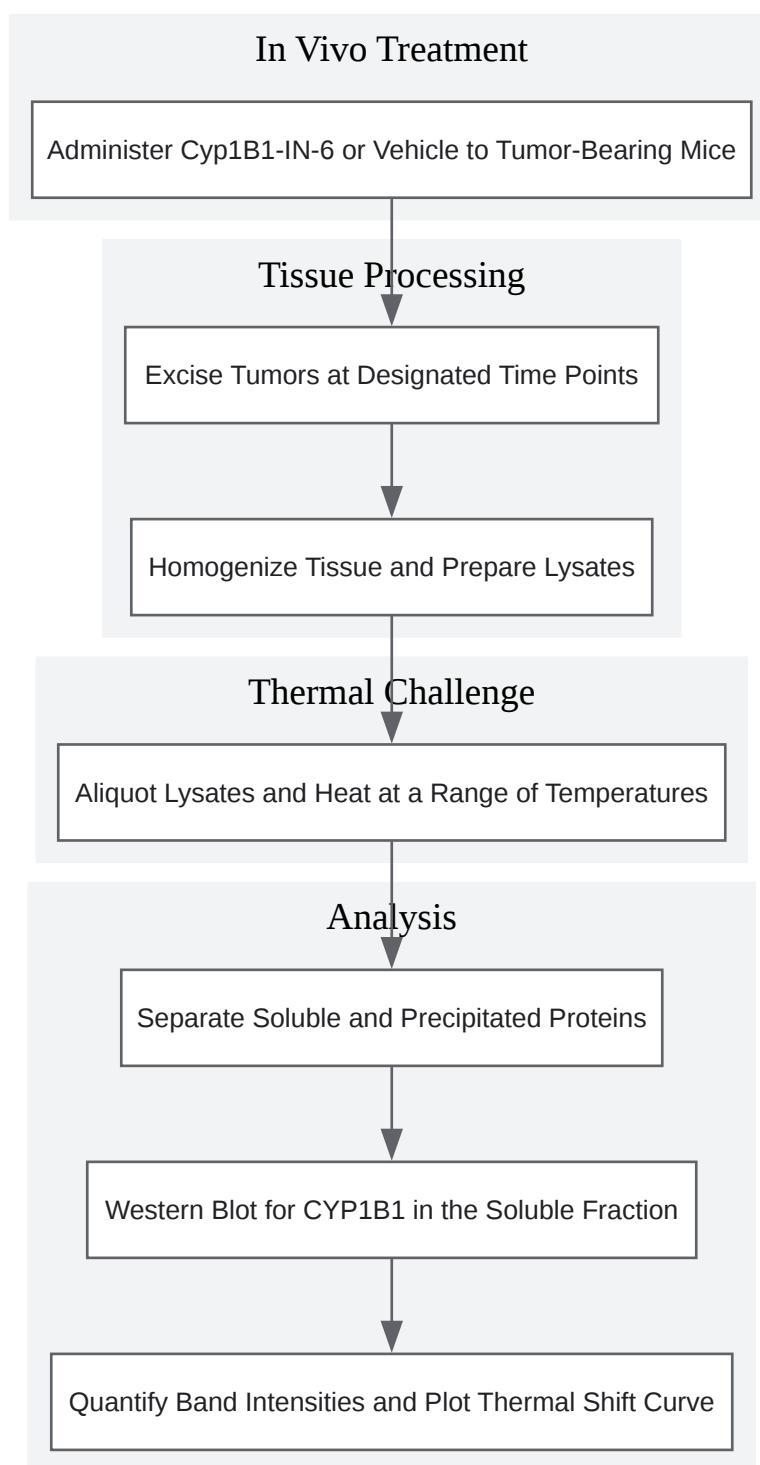 In Vivo Treatment
Administer Cyp1B1-IN-6 or Vehicle to Tumor-Bearing Mice
Tissue Processing
Excise Tumors at Designated Time Points
Homogenize Tissue and Prepare Lysates
Thermal Challenge
Aliquot Lysates and Heat at a Range of Temperatures
Analysis
Separate Soluble and Precipitated Proteins
Western Blot for CYP1B1 in the Soluble Fraction
Quantify Band Intensities and Plot Thermal Shift Curve